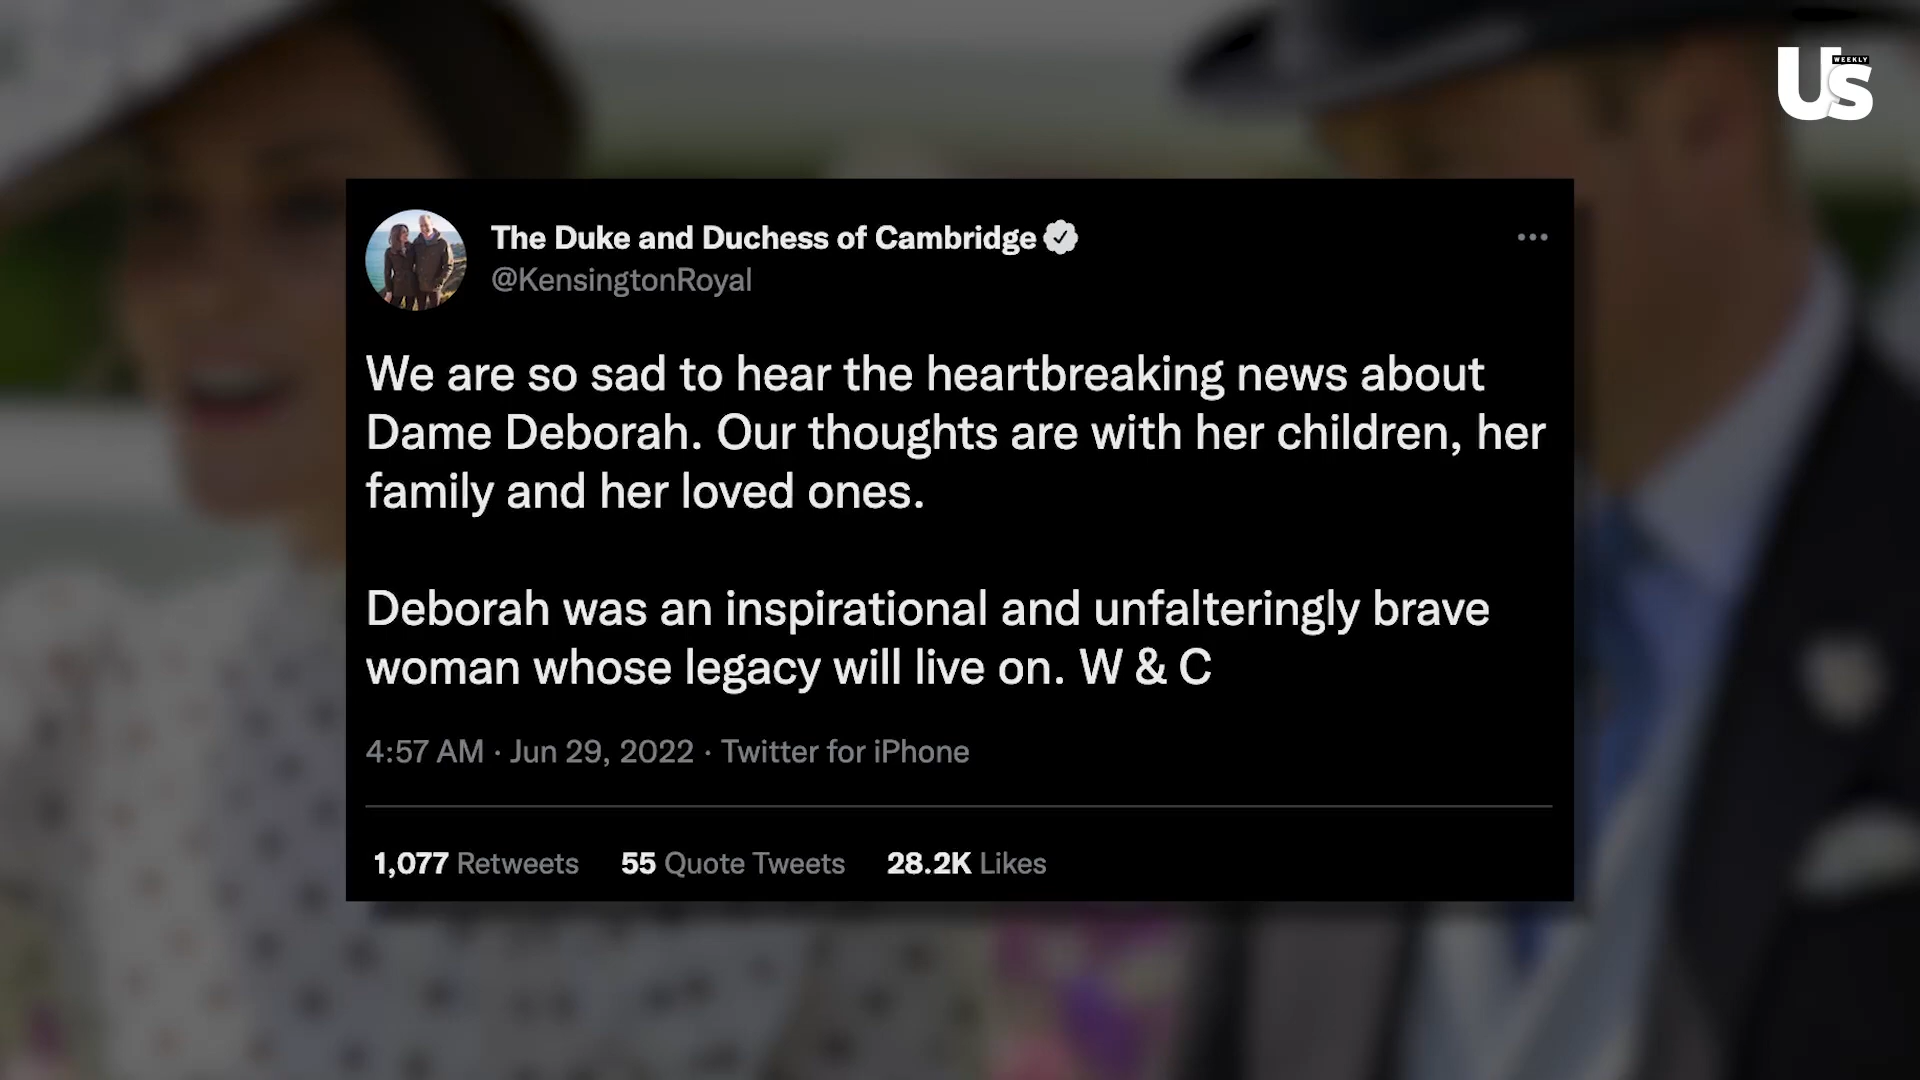 Us
WEEKLY
The Duke and Duchess of Cambridge
@KensingtonRoyal
We are so sad to hear the heartbreaking news about
Dame Deborah. Our thoughts are with her children, her
family and her loved ones.
Deborah was an inspirational and unfalteringly brave
woman whose legacy will live on. W & C
4:57 AM · Jun 29, 2022 · Twitter for iPhone
1,077 Retweets 55 Quote Tweets 28.2K Likes